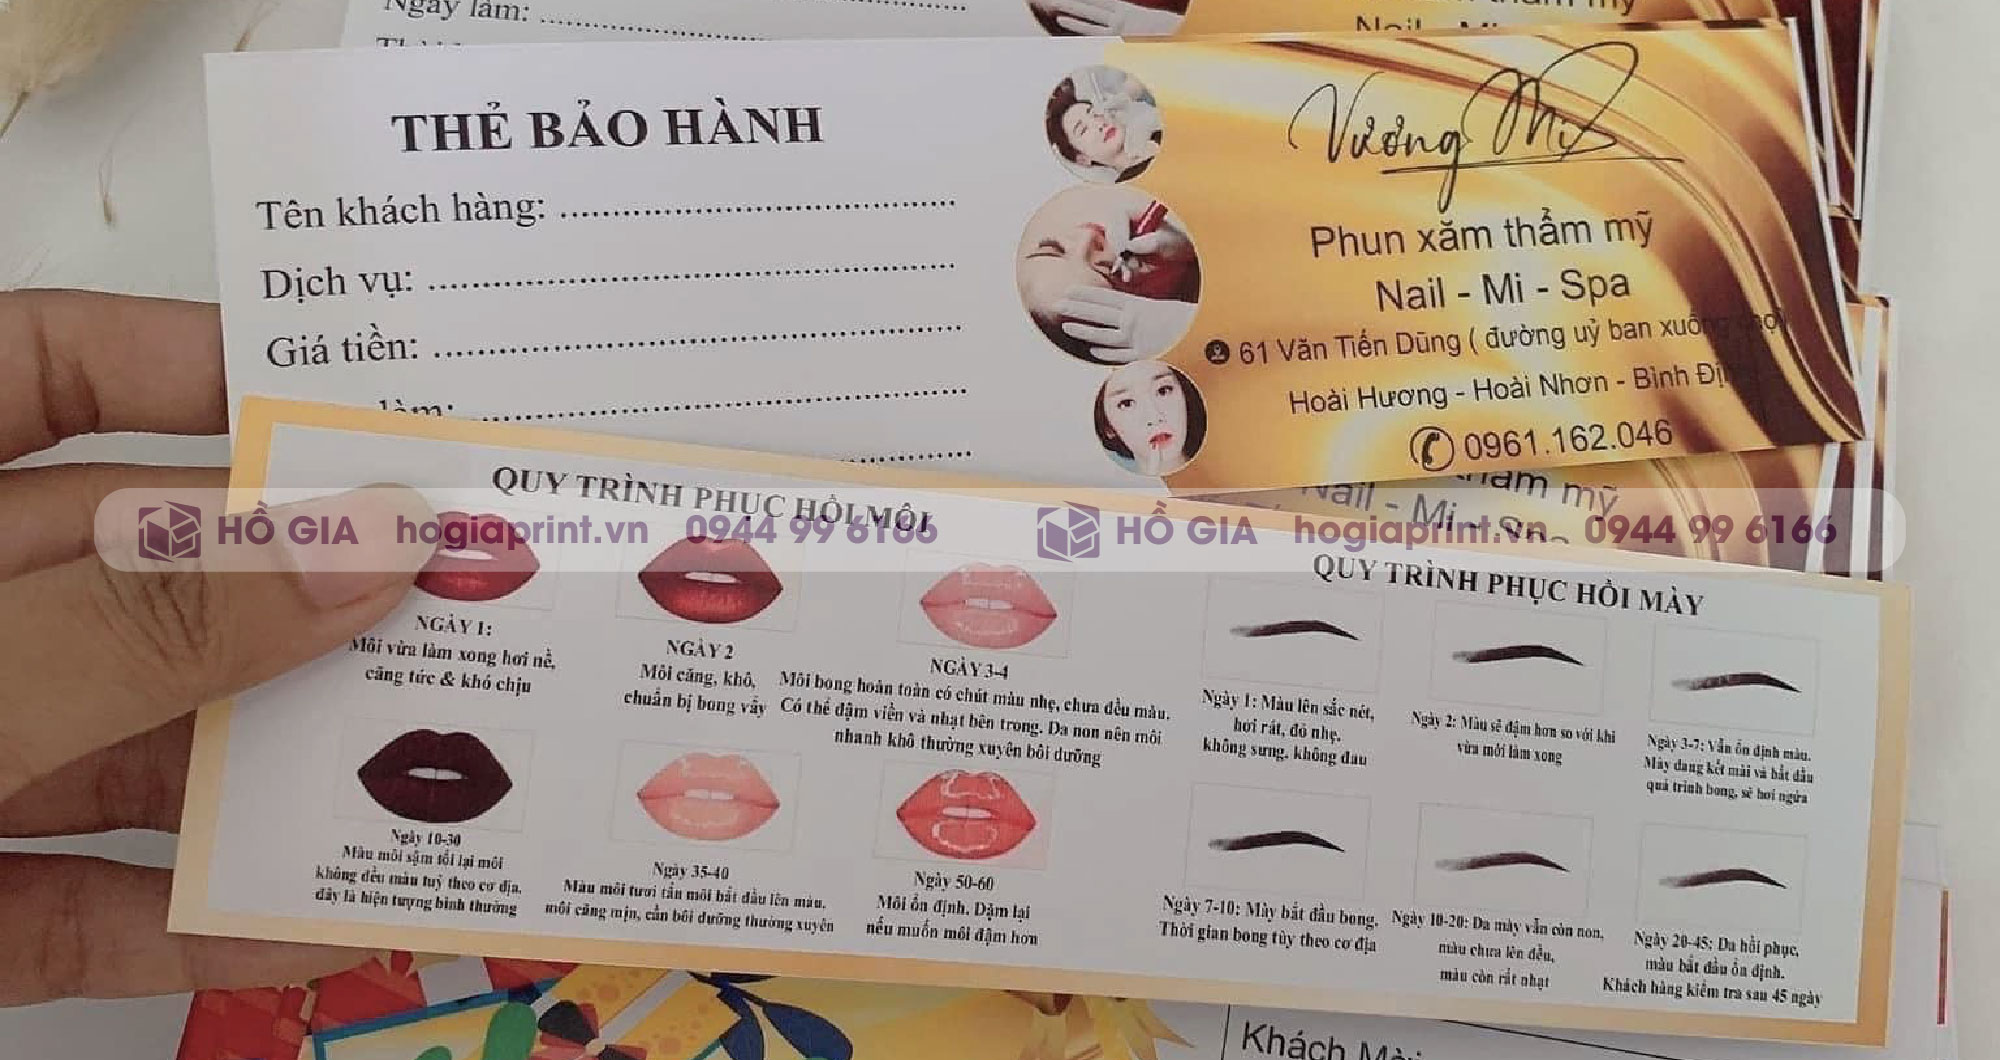 Ngày làm:
Nail - Mi
THẺ BẢO HÀNH
Tên khách hàng:
Dịch vụ:
Giá tiền:
làm:
Vương Mi
Phun xăm thẩm mỹ
Nail - Mi - Spa
61 Văn Tiến Dũng ( đường uỷ ban xuống chợ)
Hoài Hương - Hoài Nhơn - Bình Đị
0961.162.046
thẩm mỹ
Nail - Mi - Spa
HỒ GIA hogiaprint.vn 0944 99 6166 HỒ GIA hogiaprint.vn 0944 99 6166
QUY TRÌNH PHỤC HỒI MÔI
NGÀY 1:
Môi vừa làm xong hơi nề,
căng tức & khó chịu
NGÀY 2
Môi căng, khô,
chuẩn bị bong vẩy
NGÀY 3-4
Môi bong hoàn toàn có chút màu nhẹ, chưa đều màu.
Có thể đậm viền và nhạt bên trong. Da non nên môi
nhanh khô thường xuyên bôi dưỡng
Ngày 10-30
Màu môi sậm tối lại môi
không đều màu tuỳ theo cơ địa.
đây là hiện tượng bình thường
Ngày 35-40
Màu môi tươi tắn môi bắt đầu lên màu.
môi căng mịn, cần bôi dưỡng thường xuyên
Ngày 50-60
Môi ổn định. Dặm lại
nếu muốn môi đậm hơn
QUY TRÌNH PHỤC HỒI MÀY
Ngày 1: Màu lên sắc nét,
hơi rát, đỏ nhẹ.
không sưng, không đau
Ngày 2: Màu sẽ đậm hơn so với khi
vừa mới làm xong
Ngày 3-7: Vẫn ổn định màu.
Mày đang kết mài và bắt đầu
quá trình bong, sẽ hơi ngứa
Ngày 7-10: Mày bắt đầu bong,
Thời gian bong tùy theo cơ địa
Ngày 10-20: Da mày vẫn còn non,
màu chưa lên đều,
màu còn rất nhạt
Ngày 20-45: Da hồi phục,
màu bắt đầu ổn định.
Khách hàng kiểm tra sau 45 ngày
Khách